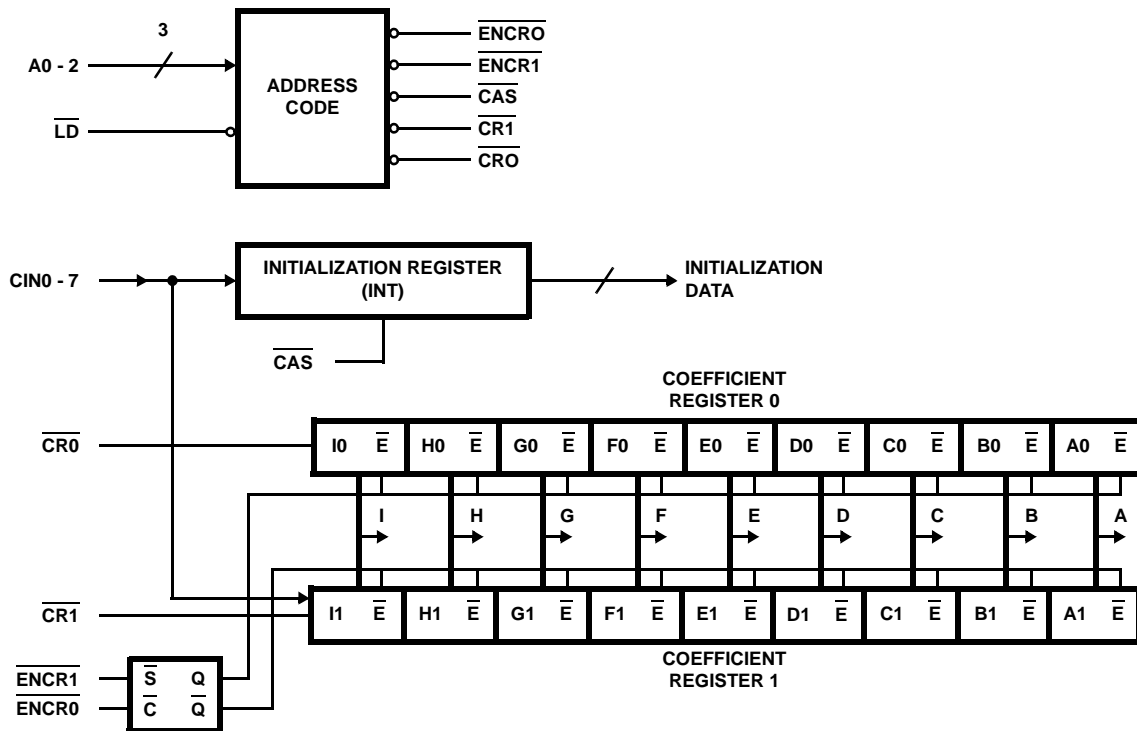 3
A0 - 2
LD
ADDRESS
CODE
ENCRO
ENCR1
CAS
CR1
CRO
CIN0 - 7
INITIALIZATION REGISTER
(INT)
INITIALIZATION
DATA
CAS
COEFFICIENT
REGISTER 0
CR0
I0 E H0 E G0 E F0 E E0 E D0 E C0 E B0 E A0 E
I H G F E D C B A
CR1
I1 E H1 E G1 E F1 E E1 E D1 E C1 E B1 E A1 E
COEFFICIENT
REGISTER 1
ENCR1
ENCR0
S Q
C Q